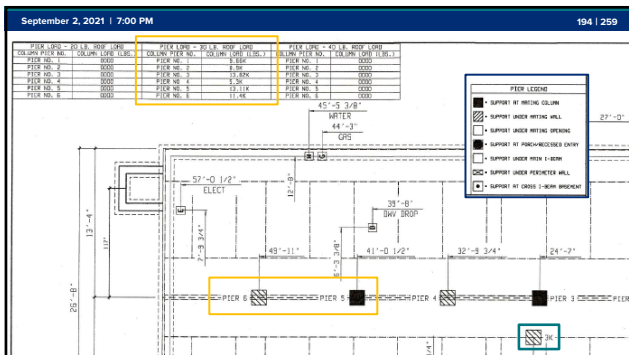 September 2, 2021 | 7:00 PM
194 | 259
PIER LOAD - 20 LB. ROOF LOAD
PIER LOAD - 30 LB. ROOF LOAD
PIER LOAD - 40 LB. ROOF LOAD
COLUMN PIER NO. COLUMN LOAD (LBS.) COLUMN PIER NO. COLUMN LOAD (LBS.) COLUMN PIER NO. COLUMN LOAD (LBS.)
PIER NO. 1 0000 PIER NO. 1 PIER NO. 1 0000
PIER NO. 2 0000 PIER NO. 2 PIER NO. 2 0000
PIER NO. 3 0000 PIER NO. 3 13.82K PIER NO. 3 0000
PIER NO. 4 0000 PIER NO. 4 5.3K PIER NO. 4 0000
PIER NO. 5 0000 PIER NO. 5 13.11K PIER NO. 5 0000
PIER NO. 6 0000 PIER NO. 6 11.4K PIER NO. 6 0000
PIER LEGEND
- SUPPORT AT MATING COLUMN
- SUPPORT UNDER MATING WALL
- SUPPORT UNDER MATING OPENING
- SUPPORT AT PORCH/RECESSED ENTRY
- SUPPORT UNDER MAIN I-BEAM
- SUPPORT UNDER PERIMETER WALL
- SUPPORT AT CROSS I-BEAM BASEMENT
45'-5 3/8"
WATER
44'-3"
GAS
27'-0"
57'-0 1/2"
ELECT
E
12'-8"
39'-8"
DWV DROP
D
7'-9 3/4"
6'-3 3/8"
13'-4"
117"
26'-8"
49'-11"
41'-0 1/2"
32'-9 3/4"
24'-7"
PIER 6
PIER 5
PIER 4
PIER 3
PIER
3K